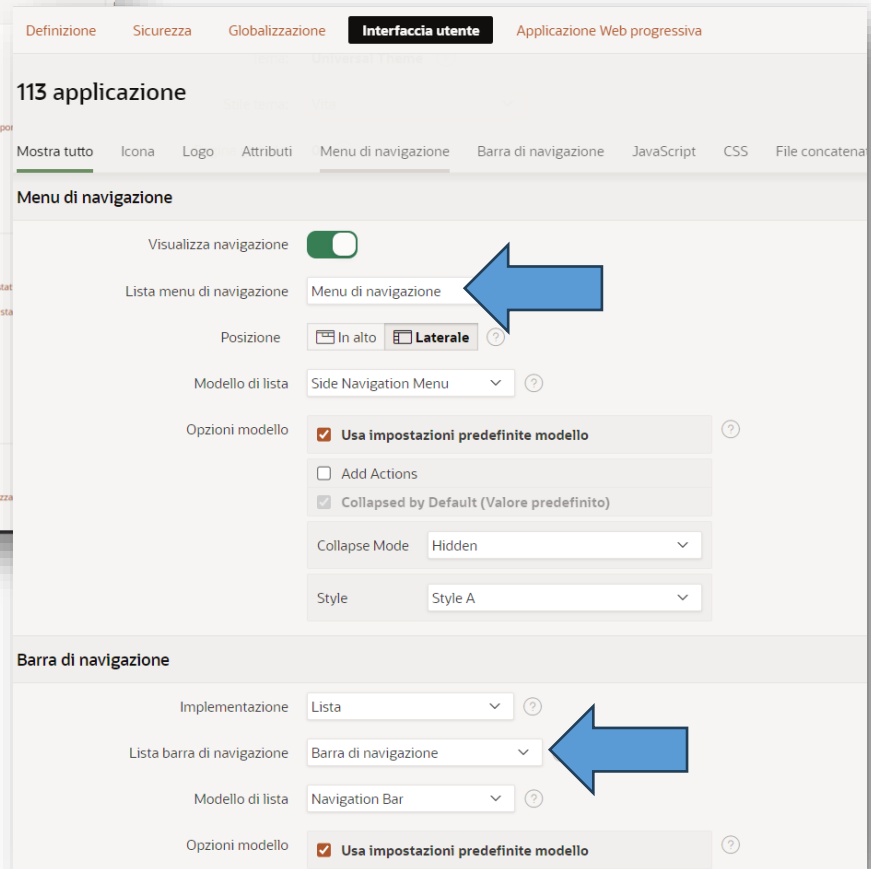 Definizione Sicurezza Globalizzazione Interfaccia utente Applicazione Web progressiva
113 applicazione
Mostra tutto Icona Logo Attributi Menu di navigazione Barra di navigazione JavaScript CSS File concatenat
Menu di navigazione
Visualizza navigazione
Lista menu di navigazione Menu di navigazione
Posizione In alto Laterale ?
Modello di lista Side Navigation Menu ?
Opzioni modello Usa impostazioni predefinite modello ?
Add Actions
Collapsed by Default (Valore predefinito)
Collapse Mode Hidden
Style Style A
Barra di navigazione
Implementazione Lista ?
Lista barra di navigazione Barra di navigazione
Modello di lista Navigation Bar ?
Opzioni modello Usa impostazioni predefinite modello ?